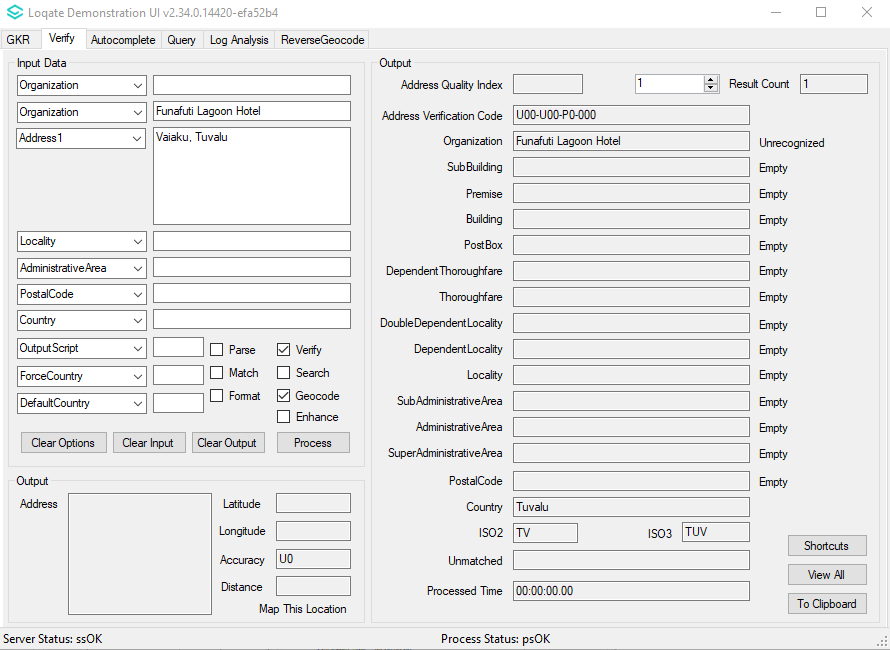 Loqate Demonstration UI v2.34.0.14420-efa52b4
GKR Verify Autocomplete Query Log Analysis ReverseGeocode
Input Data
Organization
Organization Funafuti Lagoon Hotel
Address1 Vaiaku, Tuvalu
Locality
AdministrativeArea
PostalCode
Country
OutputScript Parse Verify
ForceCountry Match Search
DefaultCountry Format Geocode
Enhance
Clear Options Clear Input Clear Output Process
Output
Address Latitude
Longitude
Accuracy U0
Distance
Map This Location
Output
Address Quality Index 1 Result Count 1
Address Verification Code U00-U00-P0-000
Organization Funafuti Lagoon Hotel Unrecognized
SubBuilding Empty
Premise Empty
Building Empty
PostBox Empty
DependentThoroughfare Empty
Thoroughfare Empty
DoubleDependentLocality Empty
DependentLocality Empty
Locality Empty
SubAdministrativeArea Empty
AdministrativeArea Empty
SuperAdministrativeArea Empty
PostalCode Empty
Country Tuvalu
ISO2 TV ISO3 TUV
Unmatched
Processed Time 00:00:00.00
Shortcuts
View All
To Clipboard
Server Status: ssOK Process Status: psOK